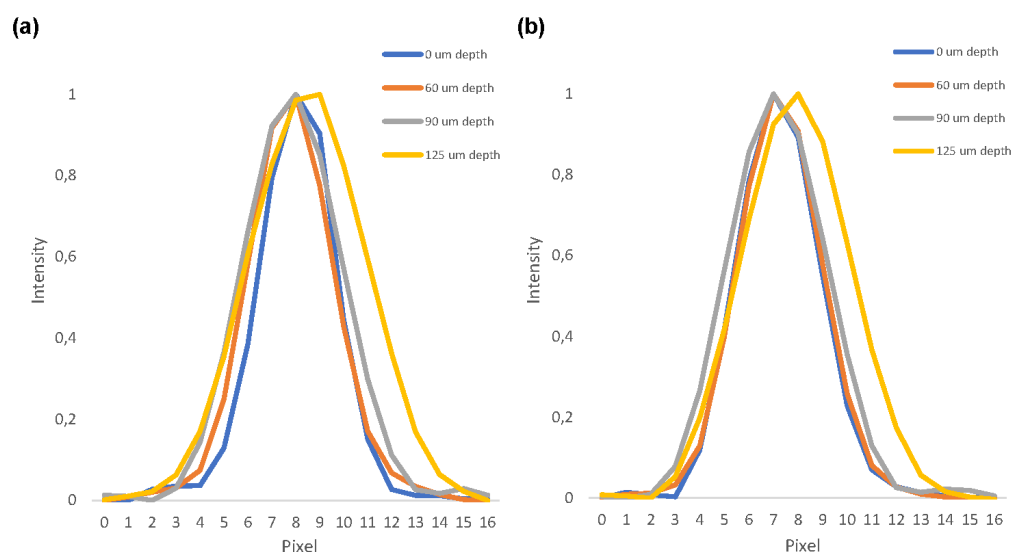 (a)
0 um depth
60 um depth
90 um depth
125 um depth
1
0,8
0,6
0,4
0,2
0
Intensity
0 1 2 3 4 5 6 7 8 9 10 11 12 13 14 15 16
Pixel
(b)
0 um depth
60 um depth
90 um depth
125 um depth
1
0,8
0,6
0,4
0,2
0
Intensity
0 1 2 3 4 5 6 7 8 9 10 11 12 13 14 15 16
Pixel